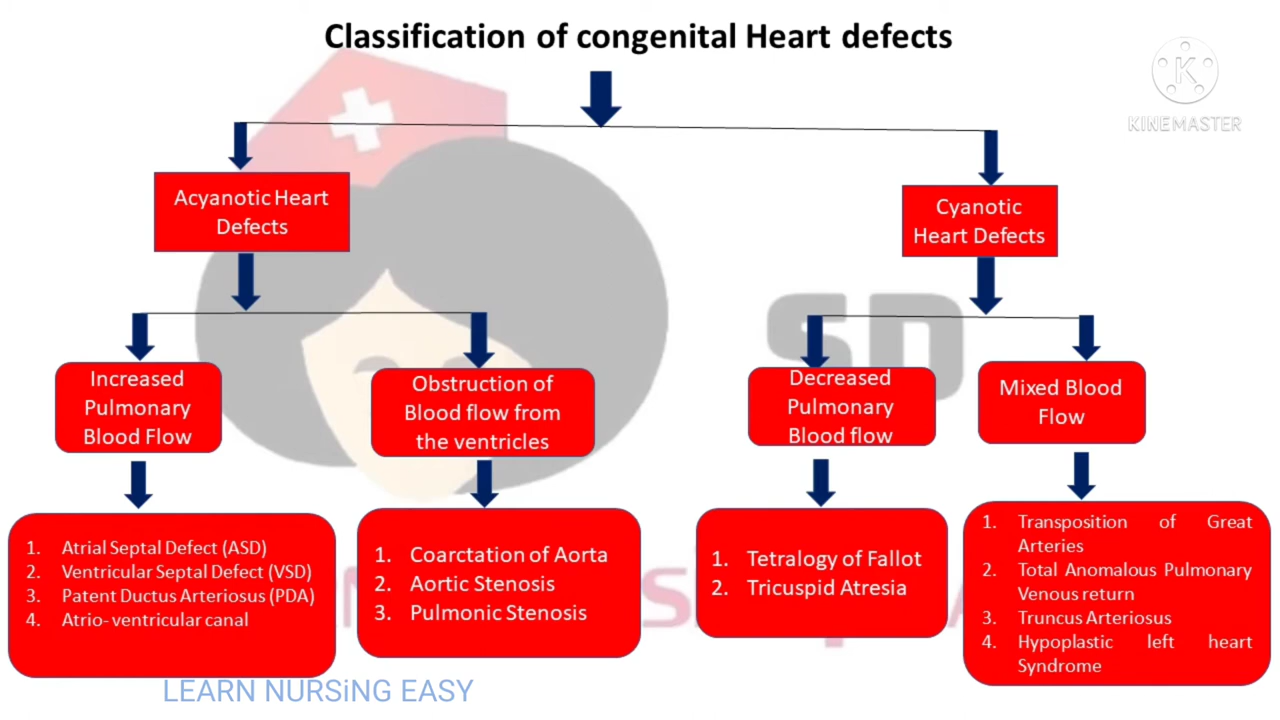 Classification of congenital Heart defects
K
KINEMASTER
Acyanotic Heart
Defects
Cyanotic
Heart Defects
SD
Increased
Pulmonary
Blood Flow
Obstruction of
Blood flow from
the ventricles
Decreased
Pulmonary
Blood flow
Mixed Blood
Flow
1. Atrial Septal Defect (ASD)
2. Ventricular Septal Defect (VSD)
3. Patent Ductus Arteriosus (PDA)
4. Atrio- ventricular canal
1. Coarctation of Aorta
2. Aortic Stenosis
3. Pulmonic Stenosis
1. Tetralogy of Fallot
2. Tricuspid Atresia
1. Transposition of Great
Arteries
2. Total Anomalous Pulmonary
Venous return
3. Truncus Arteriosus
4. Hypoplastic left heart
Syndrome
LEARN NURSiNG EASY